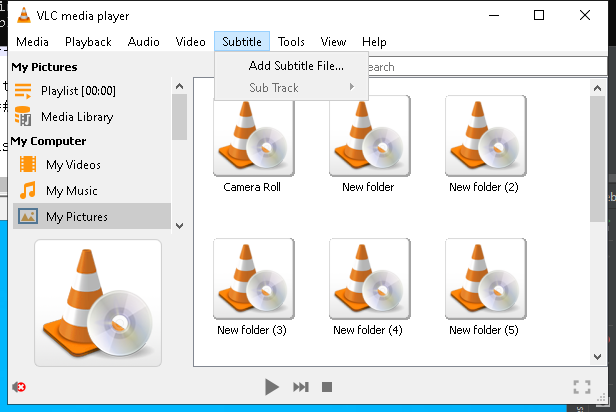 VLC media player
Media Playback Audio Video Subtitle Tools View Help
Add Subtitle File...
Sub Track
earch
My Pictures
Playlist [00:00]
Media Library
My Computer
My Videos
My Music
My Pictures
Camera Roll
New folder
New folder (2)
New folder (3)
New folder (4)
New folder (5)